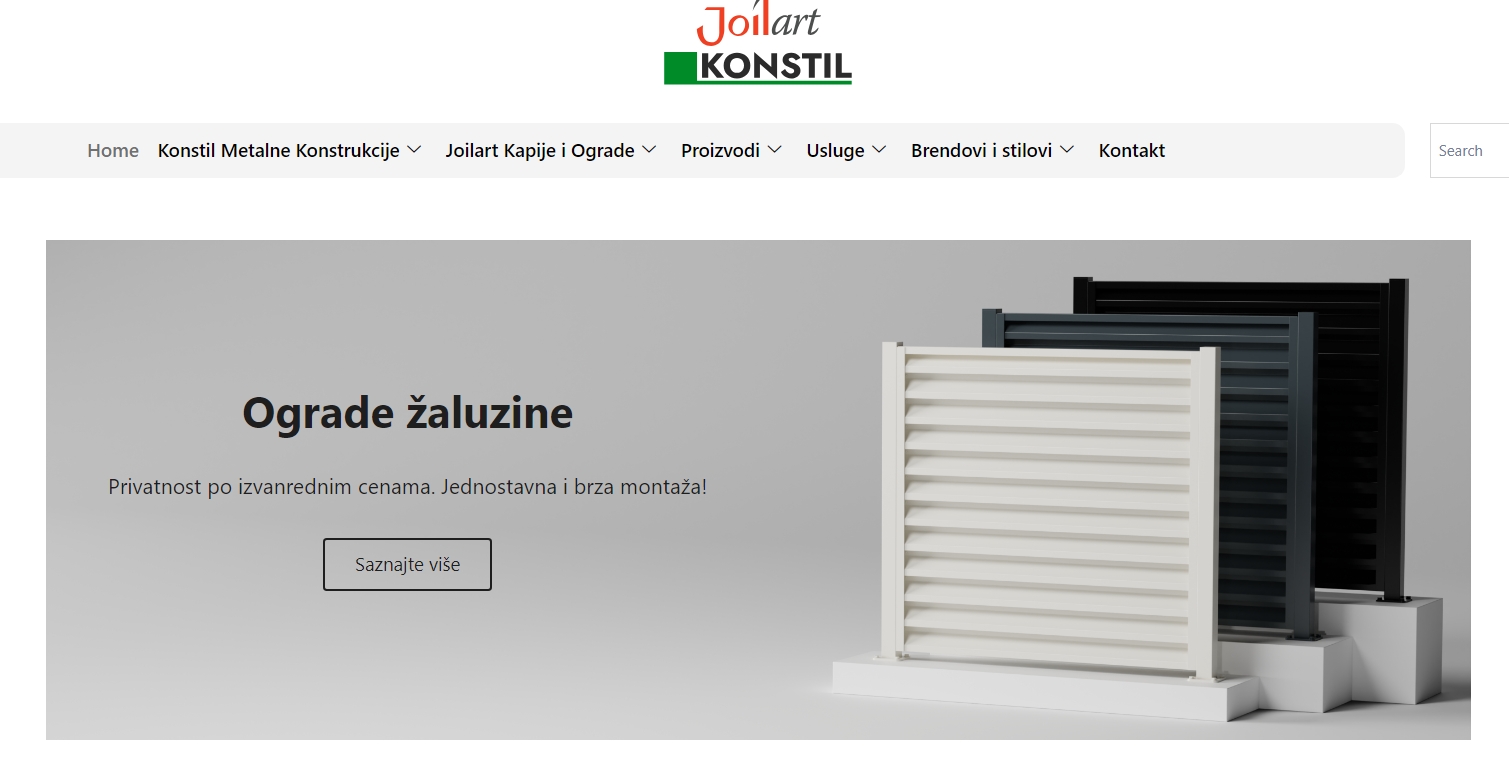 Joilart
KONSTIL
Home Konstil Metalne Konstrukcije Joilart Kapije i Ograde Proizvodi Usluge Brendovi i stilovi Kontakt Search
Ograde žaluzine
Privatnost po izvanrednim cenama. Jednostavna i brza montaža!
Saznajte više